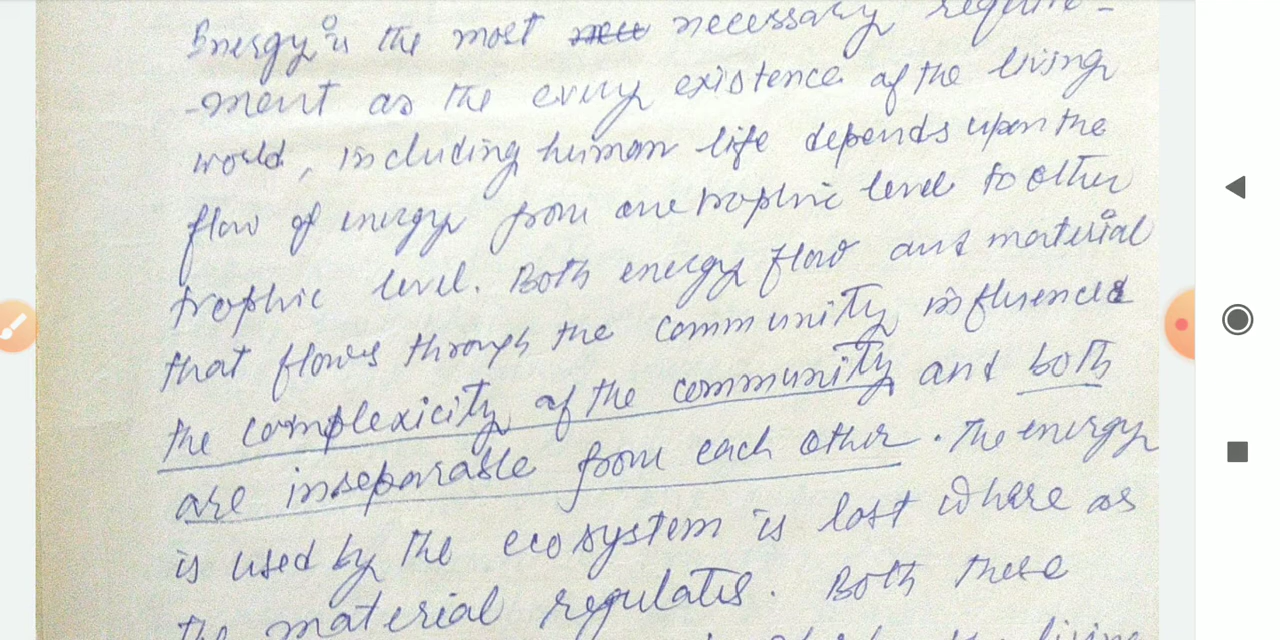 Energy is the most necessary require-
-ment as the every existence of the living
world, including human life depends upon the
flow of energy from one trophic level to other
trophic level. Both energy flow and material
that flows through the community influences
the complexicity of the community and both
are inseparable from each other. The energy
is used by the ecosystem is lost where as
the material regulates. Both these
the living